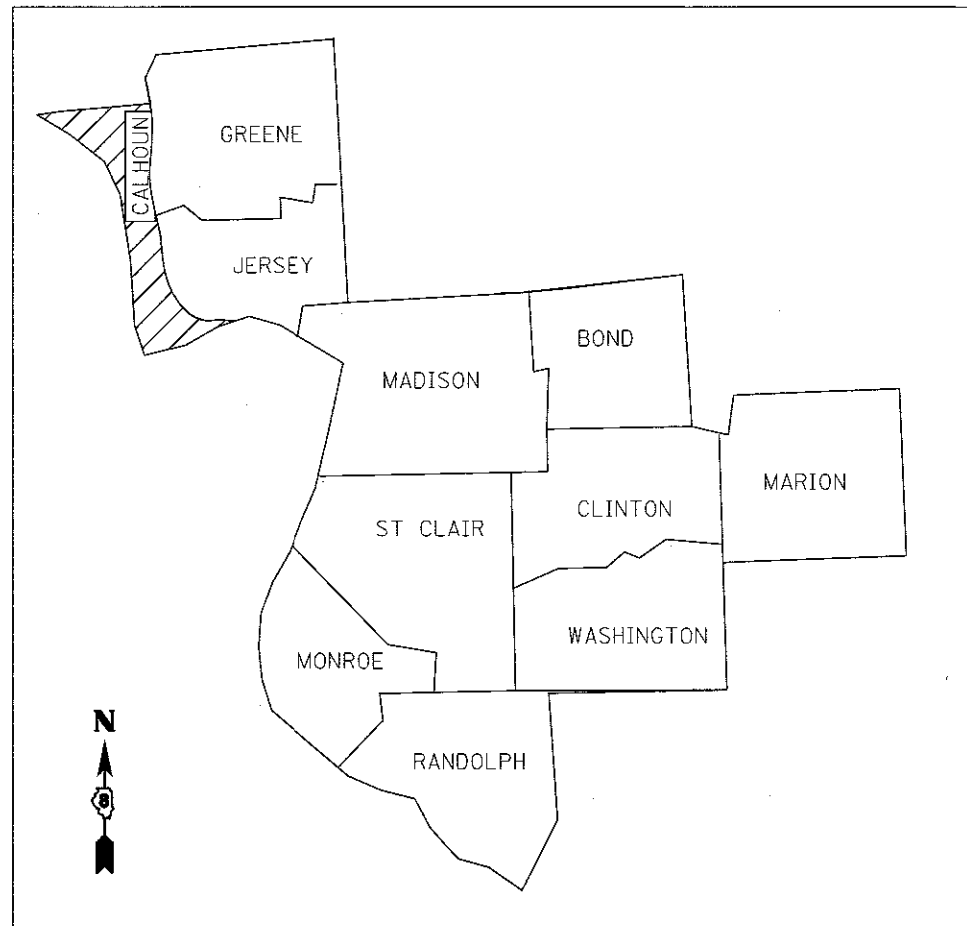 GREENE
CALHOUN
JERSEY
BOND
MADISON
MARION
CLINTON
ST CLAIR
WASHINGTON
MONROE
RANDOLPH
N
8